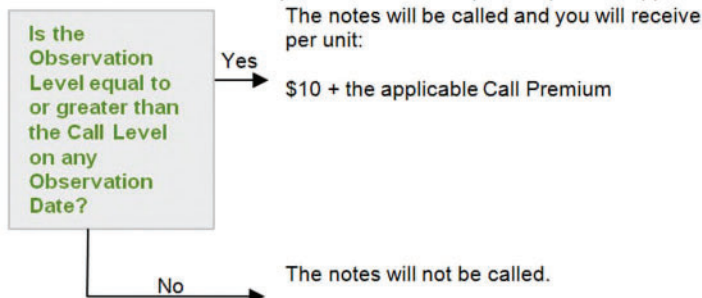 Is the
Observation
Level equal to
or greater than
the Call Level
on any
Observation
Date?
Yes
The notes will be called and you will receive
per unit:
$10 + the applicable Call Premium
No
The notes will not be called.